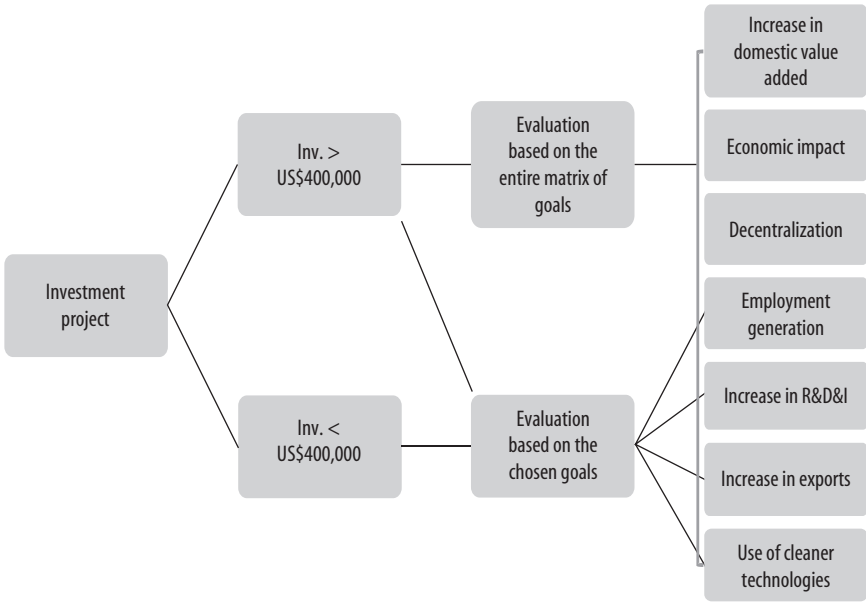 Investment
project
Inv. >
US$400,000
Inv. <
US$400,000
Evaluation
based on the
entire matrix of
goals
Evaluation
based on the
chosen goals
Increase in
domestic value
added
Economic impact
Decentralization
Employment
generation
Increase in R&D&I
Increase in exports
Use of cleaner
technologies